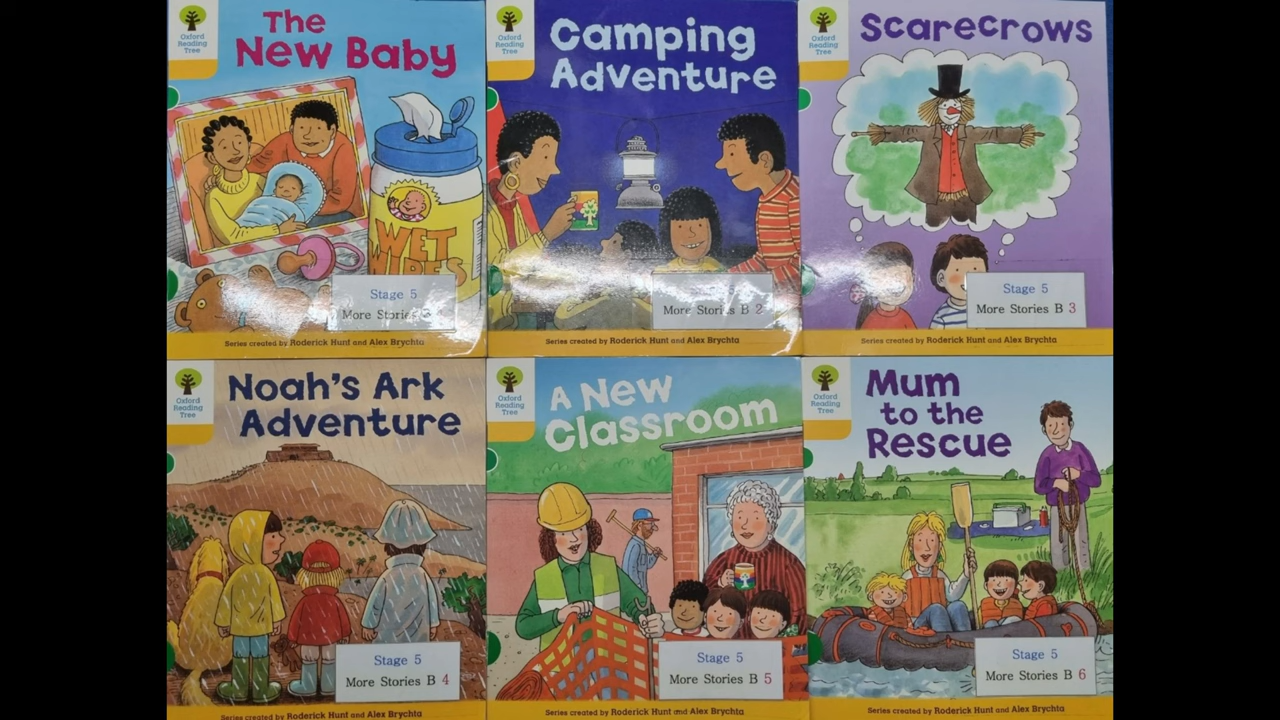 Oxford
Reading
Tree
The
New Baby
WET
WIPES
Stage 5
More Stories B
Series created by Roderick Hunt and Alex Brychta
Oxford
Reading
Tree
Camping
Adventure
More Stories B 2
Series created by Roderick Hunt and Alex Brychta
Oxford
Reading
Tree
Scarecrows
Stage 5
More Stories B 3
Series created by Roderick Hunt and Alex Brychta
Oxford
Reading
Tree
Noah's Ark
Adventure
Stage 5
More Stories B 4
Series created by Roderick Hunt and Alex Brychta
Oxford
Reading
Tree
A New
Classroom
Stage 5
More Stories B 5
Series created by Roderick Hunt and Alex Brychta
Oxford
Reading
Tree
Mum
to the
Rescue
Stage 5
More Stories B 6
Series created by Roderick Hunt and Alex Brychta